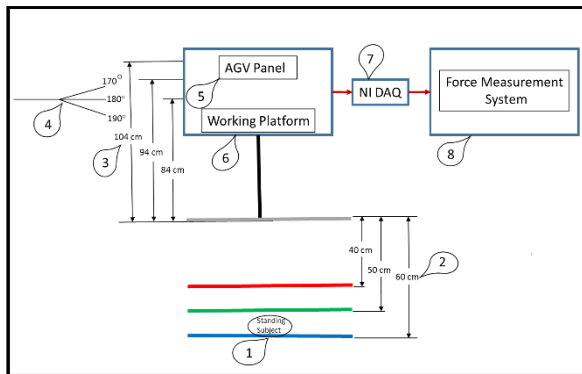 7
AGV Panel
170°
5
NI DAQ
Force Measurement
System
180°
4
190°
Working Platform
104 cm
3
6
8
94 cm
84 cm
40 cm
50 cm
2
60 cm
Standing
Subject
1